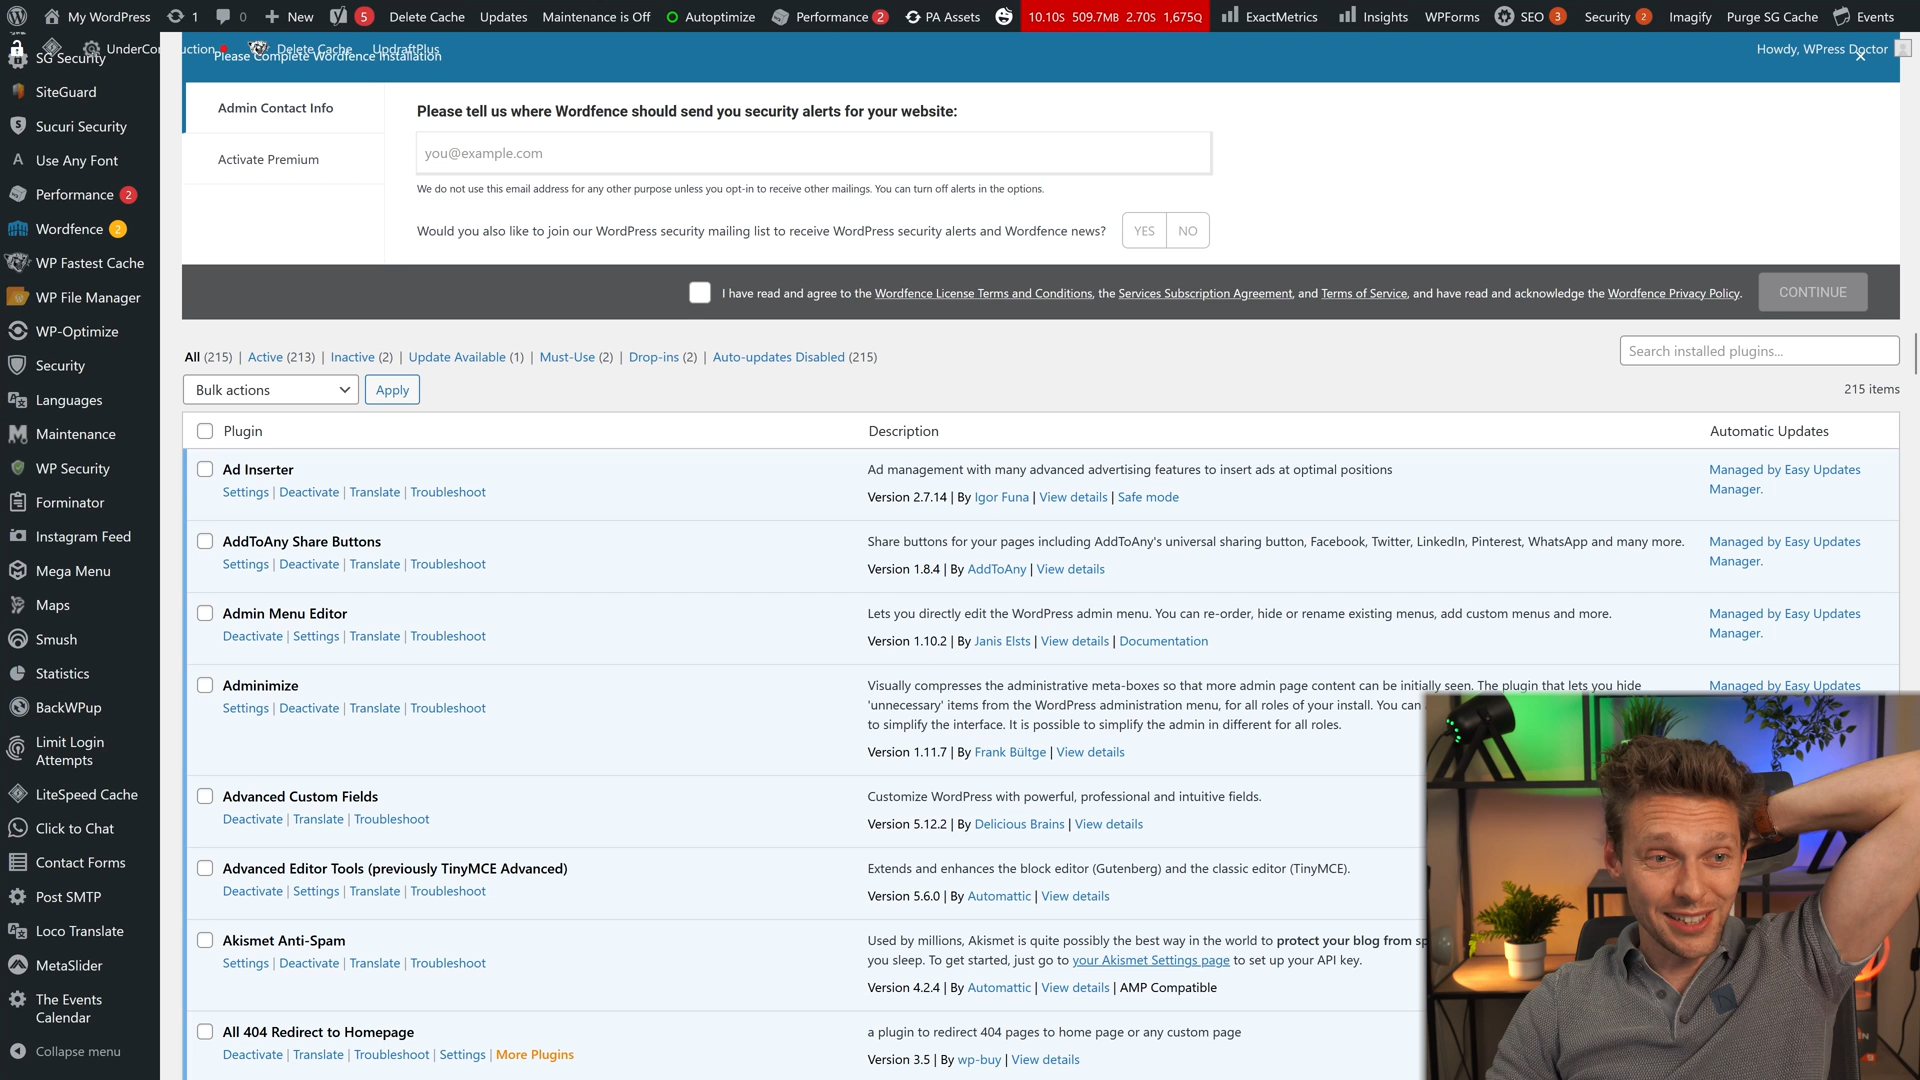 My WordPress 1 0 New 5 Delete Cache Updates Maintenance is Off Autoptimize Performance 2 PA Assets 10.10S 509.7MB 2.70S 1,675Q ExactMetrics Insights WPForms SEO 3 Security 2 Imagify Purge SG Cache Events
UnderConstruction Delete Cache UpdraftPlus Howdy, WPress Doctor
Please Complete Wordfence Installation
SG Security
SiteGuard
Sucuri Security
Use Any Font
Performance 2
Wordfence 2
WP Fastest Cache
WP File Manager
WP-Optimize
Security
Languages
Maintenance
WP Security
Forminator
Instagram Feed
Mega Menu
Maps
Smush
Statistics
BackWPup
Limit Login
Attempts
LiteSpeed Cache
Click to Chat
Contact Forms
Post SMTP
Loco Translate
MetaSlider
The Events
Calendar
Collapse menu
Admin Contact Info
Activate Premium
Please tell us where Wordfence should send you security alerts for your website:
you@example.com
We do not use this email address for any other purpose unless you opt-in to receive other mailings. You can turn off alerts in the options.
Would you also like to join our WordPress security mailing list to receive WordPress security alerts and Wordfence news? YES NO
I have read and agree to the Wordfence License Terms and Conditions, the Services Subscription Agreement, and Terms of Service, and have read and acknowledge the Wordfence Privacy Policy. CONTINUE
All (215) | Active (213) | Inactive (2) | Update Available (1) | Must-Use (2) | Drop-ins (2) | Auto-updates Disabled (215)
Search installed plugins...
Bulk actions Apply 215 items
Plugin Description Automatic Updates
Ad Inserter
Settings | Deactivate | Translate | Troubleshoot
Ad management with many advanced advertising features to insert ads at optimal positions
Version 2.7.14 | By Igor Funa | View details | Safe mode
Managed by Easy Updates
Manager.
AddToAny Share Buttons
Settings | Deactivate | Translate | Troubleshoot
Share buttons for your pages including AddToAny's universal sharing button, Facebook, Twitter, LinkedIn, Pinterest, WhatsApp and many more.
Version 1.8.4 | By AddToAny | View details
Managed by Easy Updates
Manager.
Admin Menu Editor
Deactivate | Settings | Translate | Troubleshoot
Lets you directly edit the WordPress admin menu. You can re-order, hide or rename existing menus, add custom menus and more.
Version 1.10.2 | By Janis Elsts | View details | Documentation
Managed by Easy Updates
Manager.
Adminimize
Settings | Deactivate | Translate | Troubleshoot
Visually compresses the administrative meta-boxes so that more admin page content can be initially seen. The plugin that lets you hide
'unnecessary' items from the WordPress administration menu, for all roles of your install. You can
to simplify the interface. It is possible to simplify the admin in different for all roles.
Version 1.11.7 | By Frank Bültge | View details
Managed by Easy Updates
Advanced Custom Fields
Deactivate | Translate | Troubleshoot
Customize WordPress with powerful, professional and intuitive fields.
Version 5.12.2 | By Delicious Brains | View details
Advanced Editor Tools (previously TinyMCE Advanced)
Deactivate | Settings | Translate | Troubleshoot
Extends and enhances the block editor (Gutenberg) and the classic editor (TinyMCE).
Version 5.6.0 | By Automattic | View details
Akismet Anti-Spam
Settings | Deactivate | Translate | Troubleshoot
Used by millions, Akismet is quite possibly the best way in the world to protect your blog from sp
you sleep. To get started, just go to your Akismet Settings page to set up your API key.
Version 4.2.4 | By Automattic | View details | AMP Compatible
All 404 Redirect to Homepage
Deactivate | Translate | Troubleshoot | Settings | More Plugins
a plugin to redirect 404 pages to home page or any custom page
Version 3.5 | By wp-buy | View details